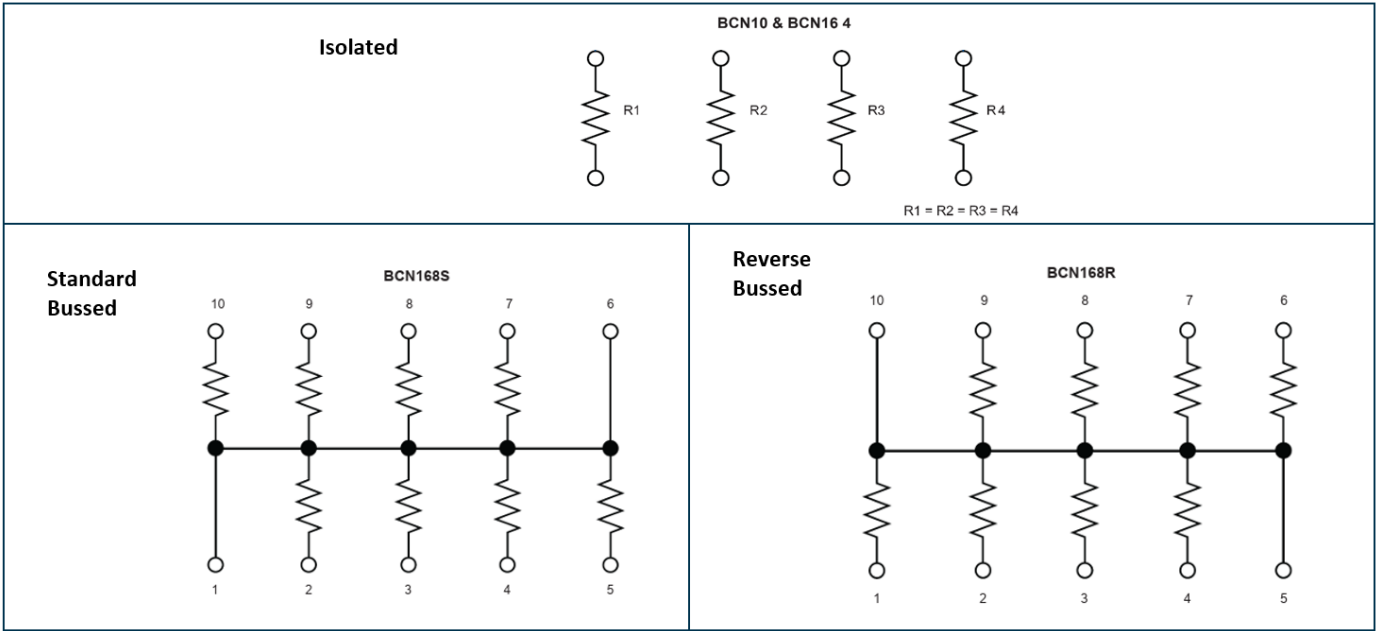 BCN10 & BCN16 4
Isolated
R1 R2 R3 R4
R1 = R2 = R3 = R4
Standard
Bussed
BCN168S
10 9 8 7 6
1 2 3 4 5
Reverse
Bussed
BCN168R
10 9 8 7 6
1 2 3 4 5